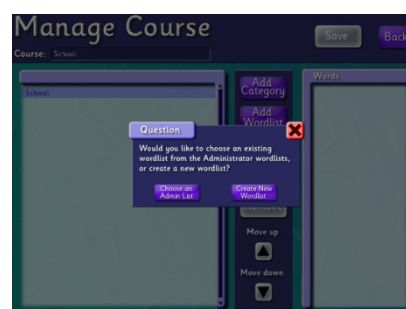 Manage Course
Save
Back
Course: School
Add
Category
Words
School
Add
Wordlist
Question
Would you like to choose an existing
wordlist from the Administrator wordlists,
or create a new wordlist?
Choose an
Admin List
Create New
Wordlist
Move up
Move down